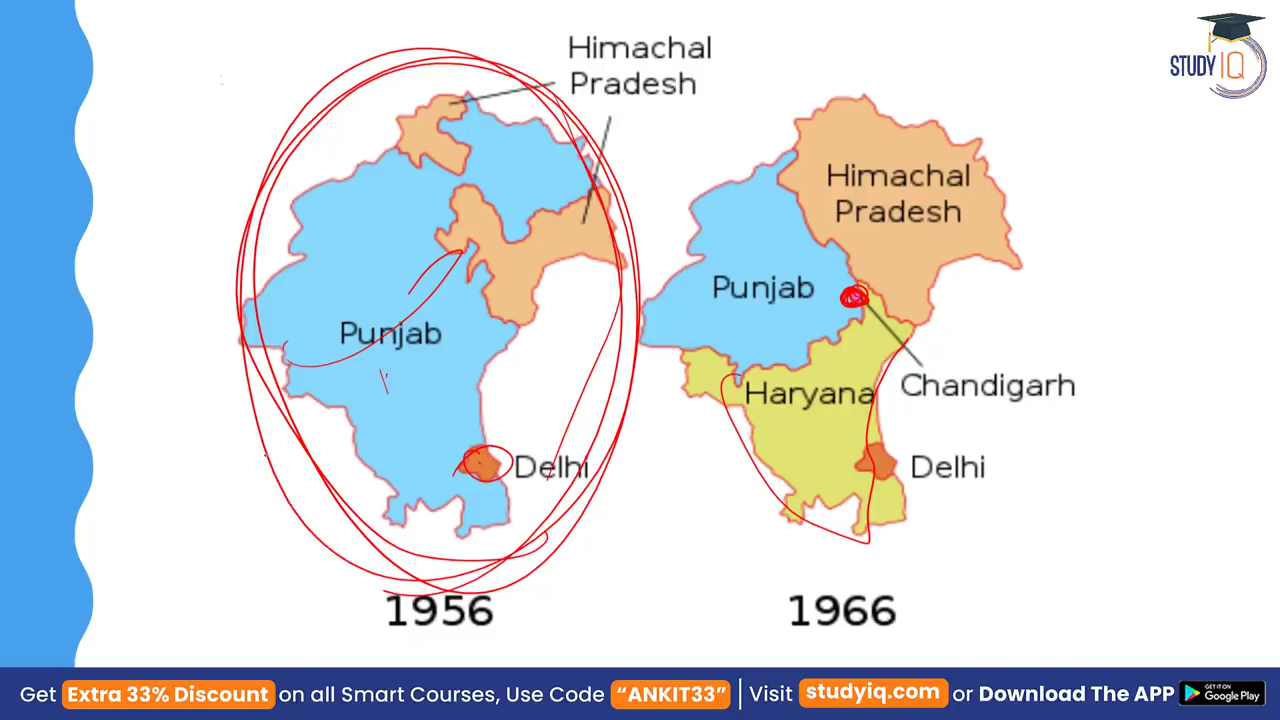 STUDY IQ
Himachal
Pradesh
Punjab
Delhi
1956
Himachal
Pradesh
Punjab
Haryana
Chandigarh
Delhi
1966
Get Extra 33% Discount on all Smart Courses, Use Code “ANKIT33” Visit studyiq.com or Download The APP GET IT ON Google Play